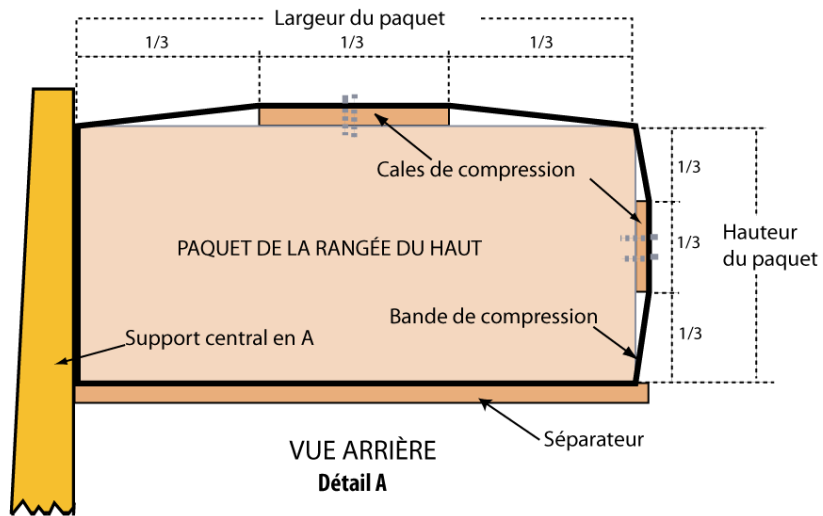 Largeur du paquet
1/3
1/3
1/3
Cales de compression
1/3
PAQUET DE LA RANGÉE DU HAUT
1/3
Hauteur
du paquet
Bande de compression
1/3
Support central en A
Séparateur
VUE ARRIÈRE
Détail A